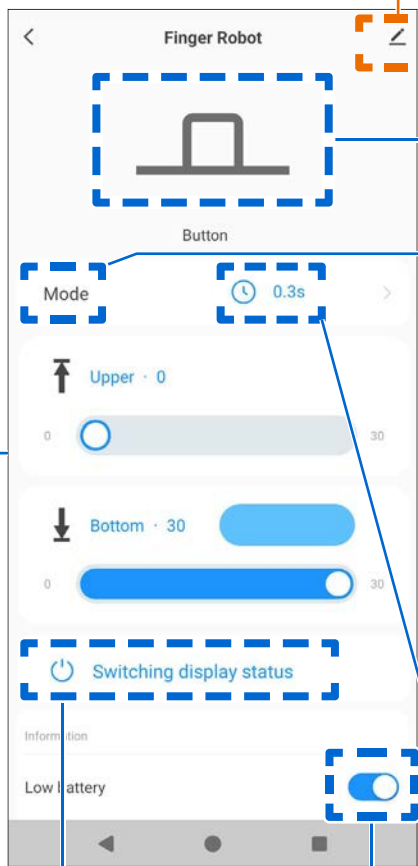 Finger Robot
Button
Mode 0.3s
Upper · 0
0 30
Bottom · 30
0 30
Switching display status
Information
Low battery